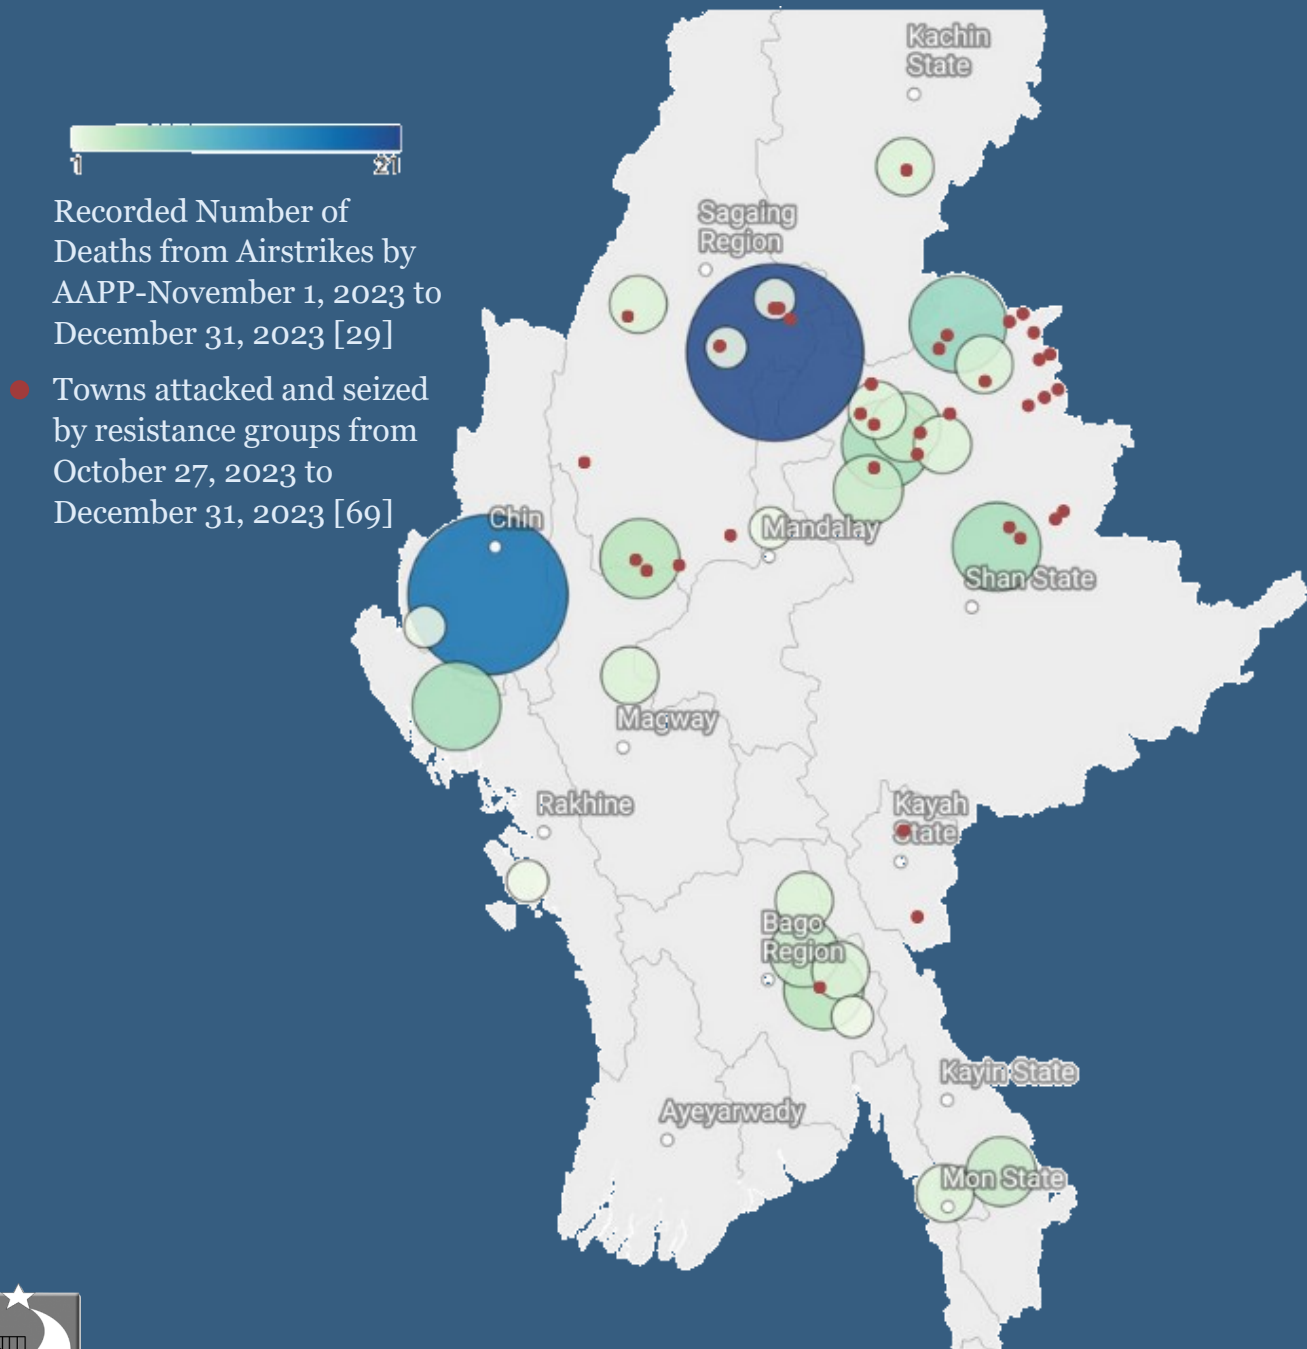 Kachin
State
1
21
Recorded Number of
Deaths from Airstrikes by
AAPP-November 1, 2023 to
December 31, 2023 [29]
Sagaing
Region
Towns attacked and seized
by resistance groups from
October 27, 2023 to
December 31, 2023 [69]
Chin
Mandalay
Shan State
Magway
Rakhine
Kayah
State
Bago
Region
Kayin State
Ayeyarwady
Mon State